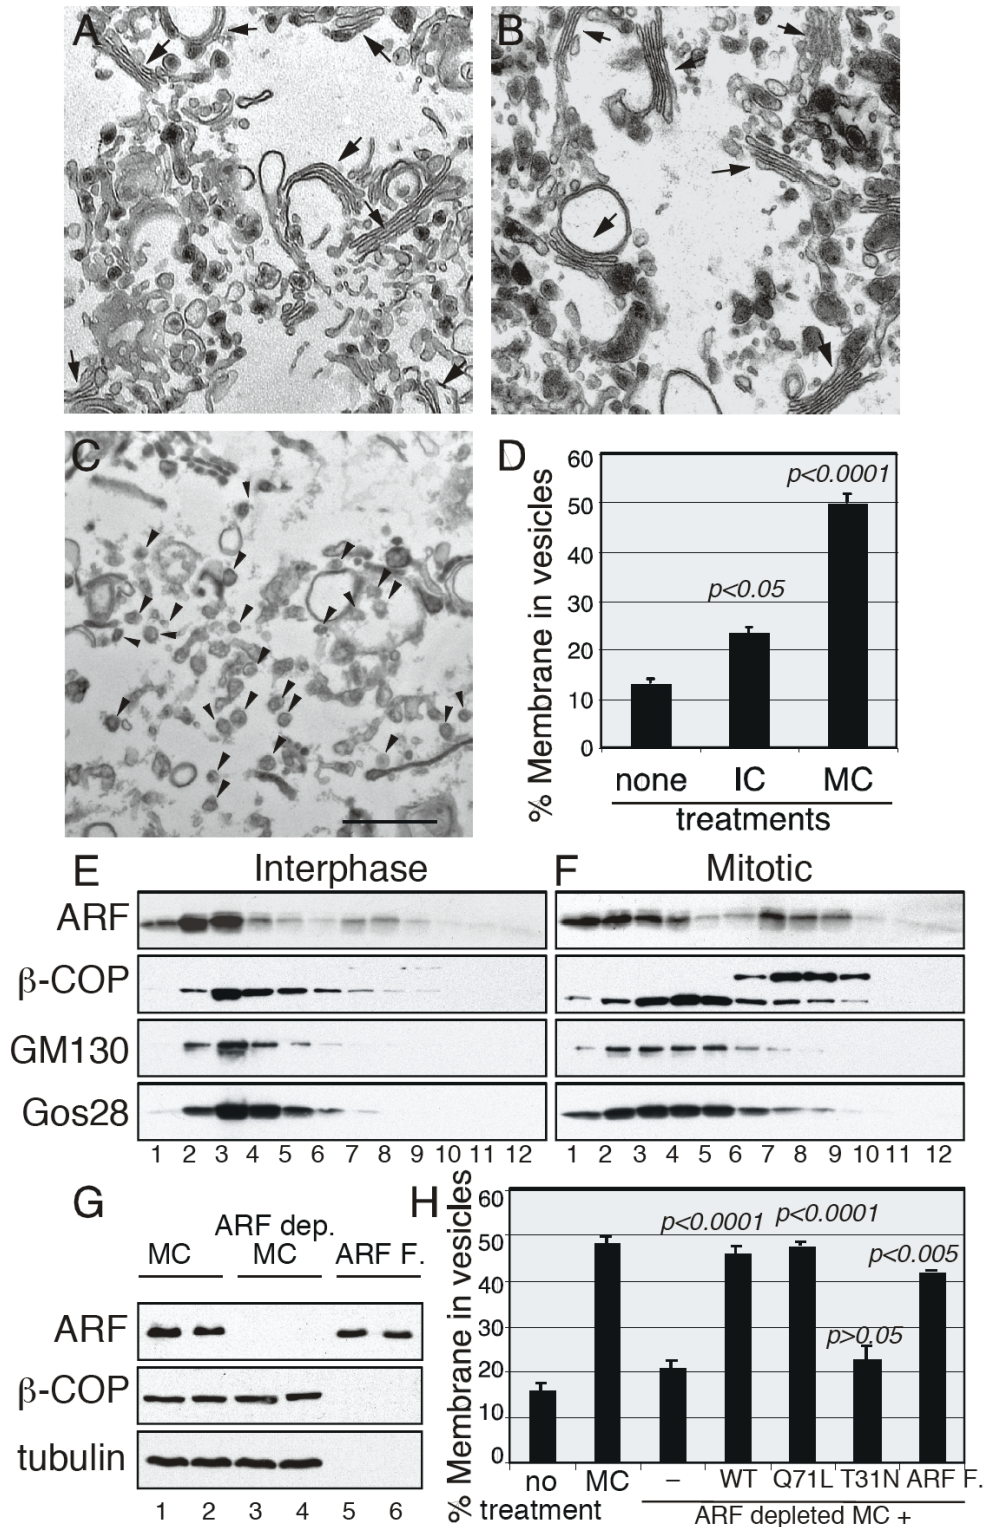 A
B
C
D
60
50
40
30
20
10
0
% Membrane in vesicles
p<0.05
p<0.0001
none IC MC
treatments
E Interphase
F Mitotic
ARF
β-COP
GM130
Gos28
1 2 3 4 5 6 7 8 9 10 11 12
1 2 3 4 5 6 7 8 9 10 11 12
G
ARF dep.
MC MC ARF F.
ARF
β-COP
tubulin
1 2 3 4 5 6
H
60
50
40
30
20
10
0
% Membrane in vesicles
p<0.0001 p<0.0001
p<0.005
p>0.05
no MC – WT Q71L T31N ARF F.
treatment
ARF depleted MC +